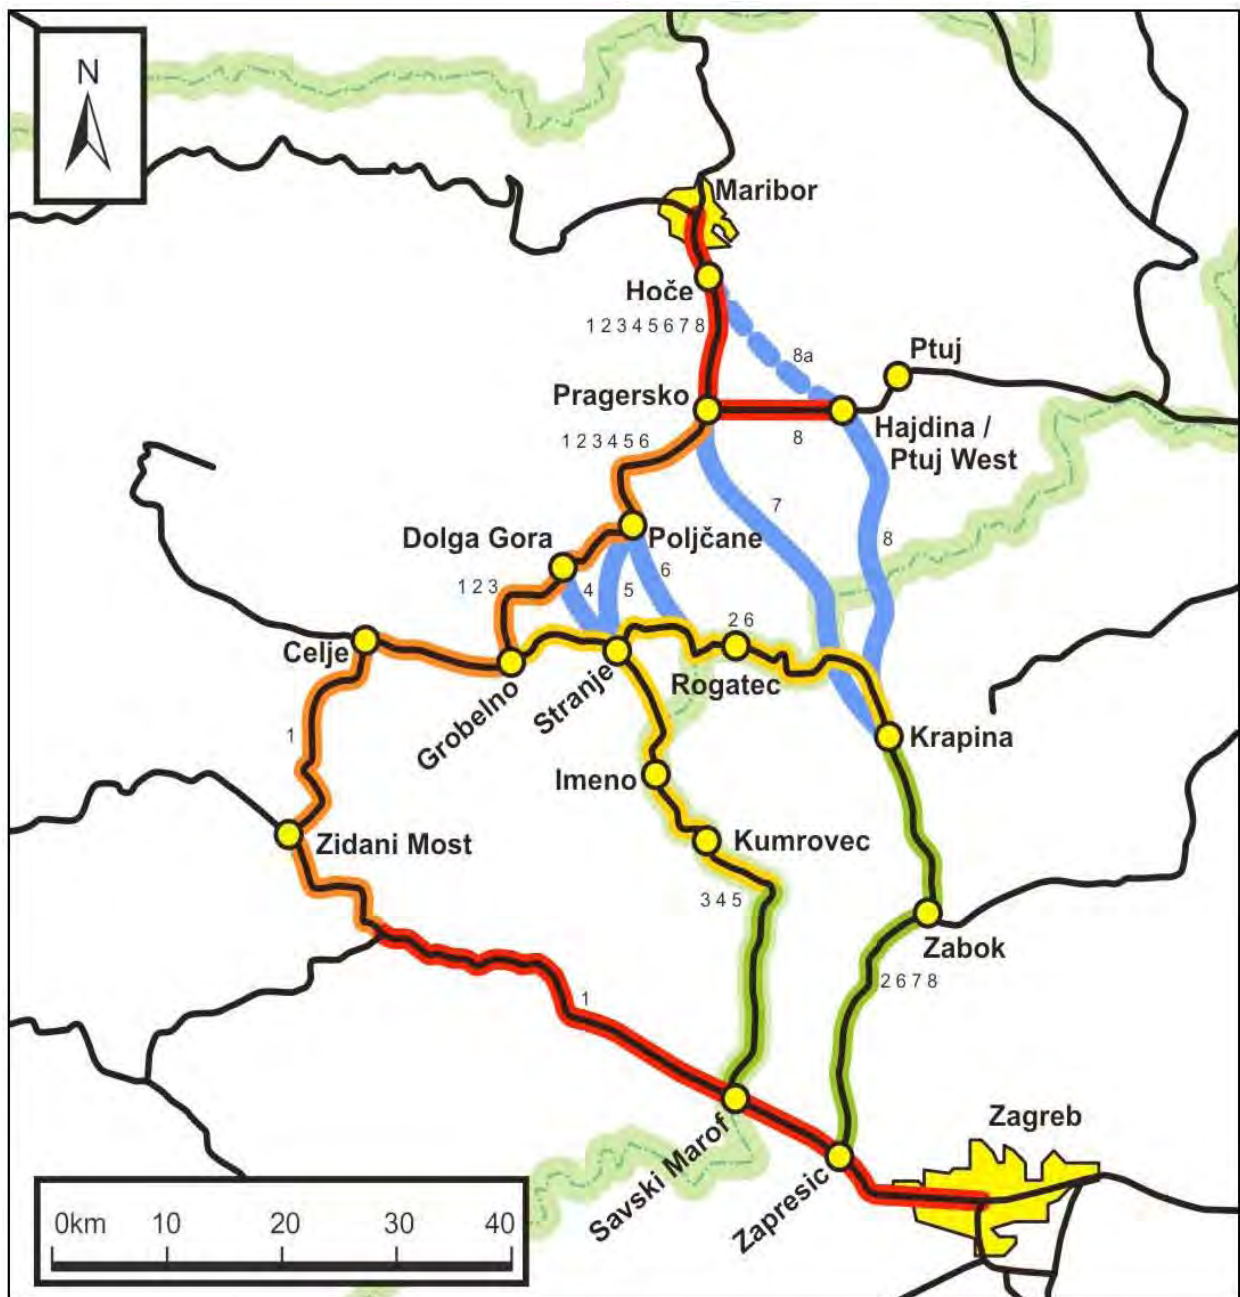 N
Maribor
Hoče
1 2 3 4 5 6 7 8
8a
Ptuj
Pragersko
Hajdina /
Ptuj West
1 2 3 4 5 6
8
7
8
Dolga Gora
Poljčane
1 2 3
4
5
6
2 6
Celje
Grobelno
Stranje
Rogatec
1
Krapina
Imeno
Zidani Most
Kumrovec
3 4 5
Zabok
2 6 7 8
1
Savski Marof
Zapresic
Zagreb
0km 10 20 30 40